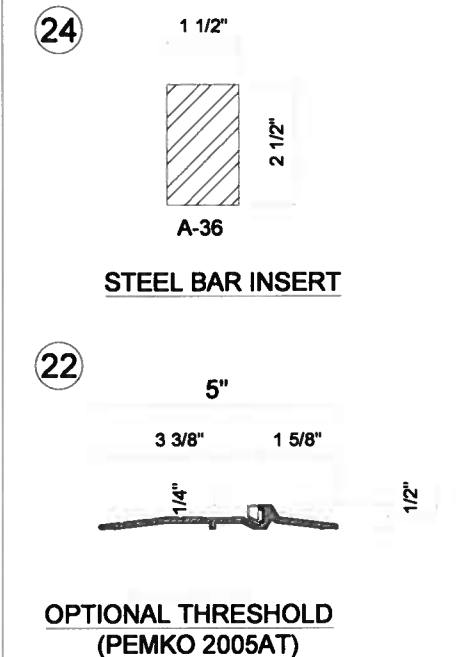 24
1 1/2"
2 1/2"
A-36
STEEL BAR INSERT
22
5"
3 3/8" 1 5/8"
1/4"
1/2"
OPTIONAL THRESHOLD
(PEMKO 2005AT)